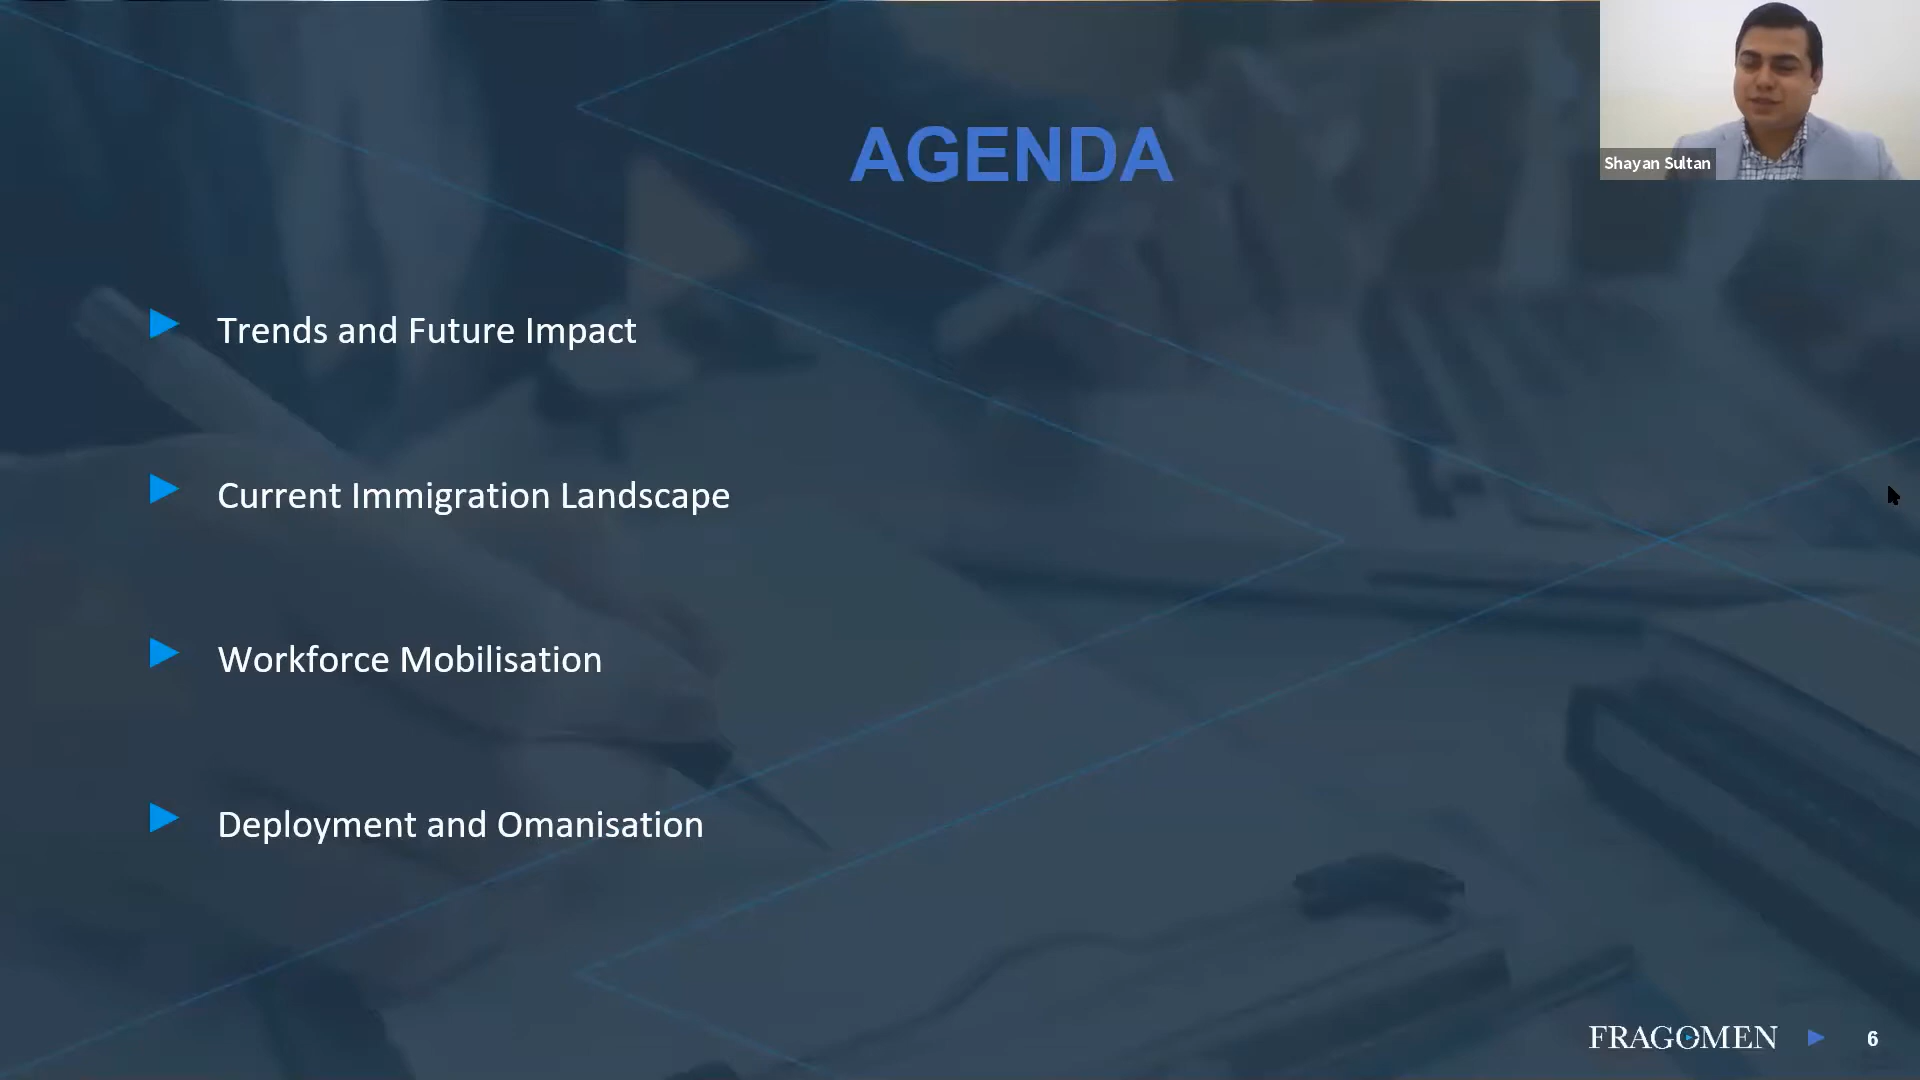 AGENDA
Shayan Sultan
Trends and Future Impact
Current Immigration Landscape
Workforce Mobilisation
Deployment and Omanisation
FRAGOMEN
6